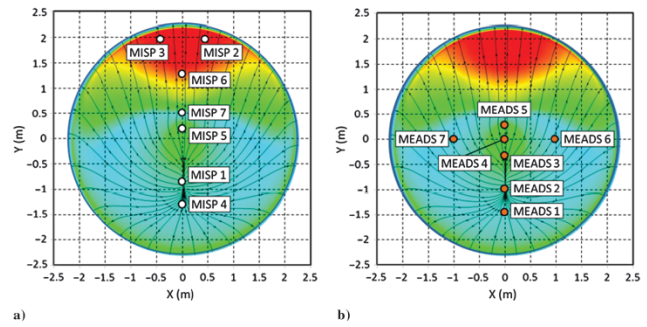 a)
2.5
2
1.5
1
0.5
0
−0.5
−1
−1.5
−2
2.5
Y (m)
MISP 3
MISP 2
MISP 6
MISP 7
MISP 5
MISP 1
MISP 4
−2.5 −2 −1.5 −1 −0.5 0 0.5 1 1.5 2 2.5
X (m)
a)
b)
2.5
2
1.5
1
0.5
0
−0.5
−1
−1.5
−2
2.5
Y (m)
MEADS 5
MEADS 7
MEADS 6
MEADS 4
MEADS 3
MEADS 2
MEADS 1
−2.5 −2 −1.5 −1 −0.5 0 0.5 1 1.5 2 2.5
X (m)
b)